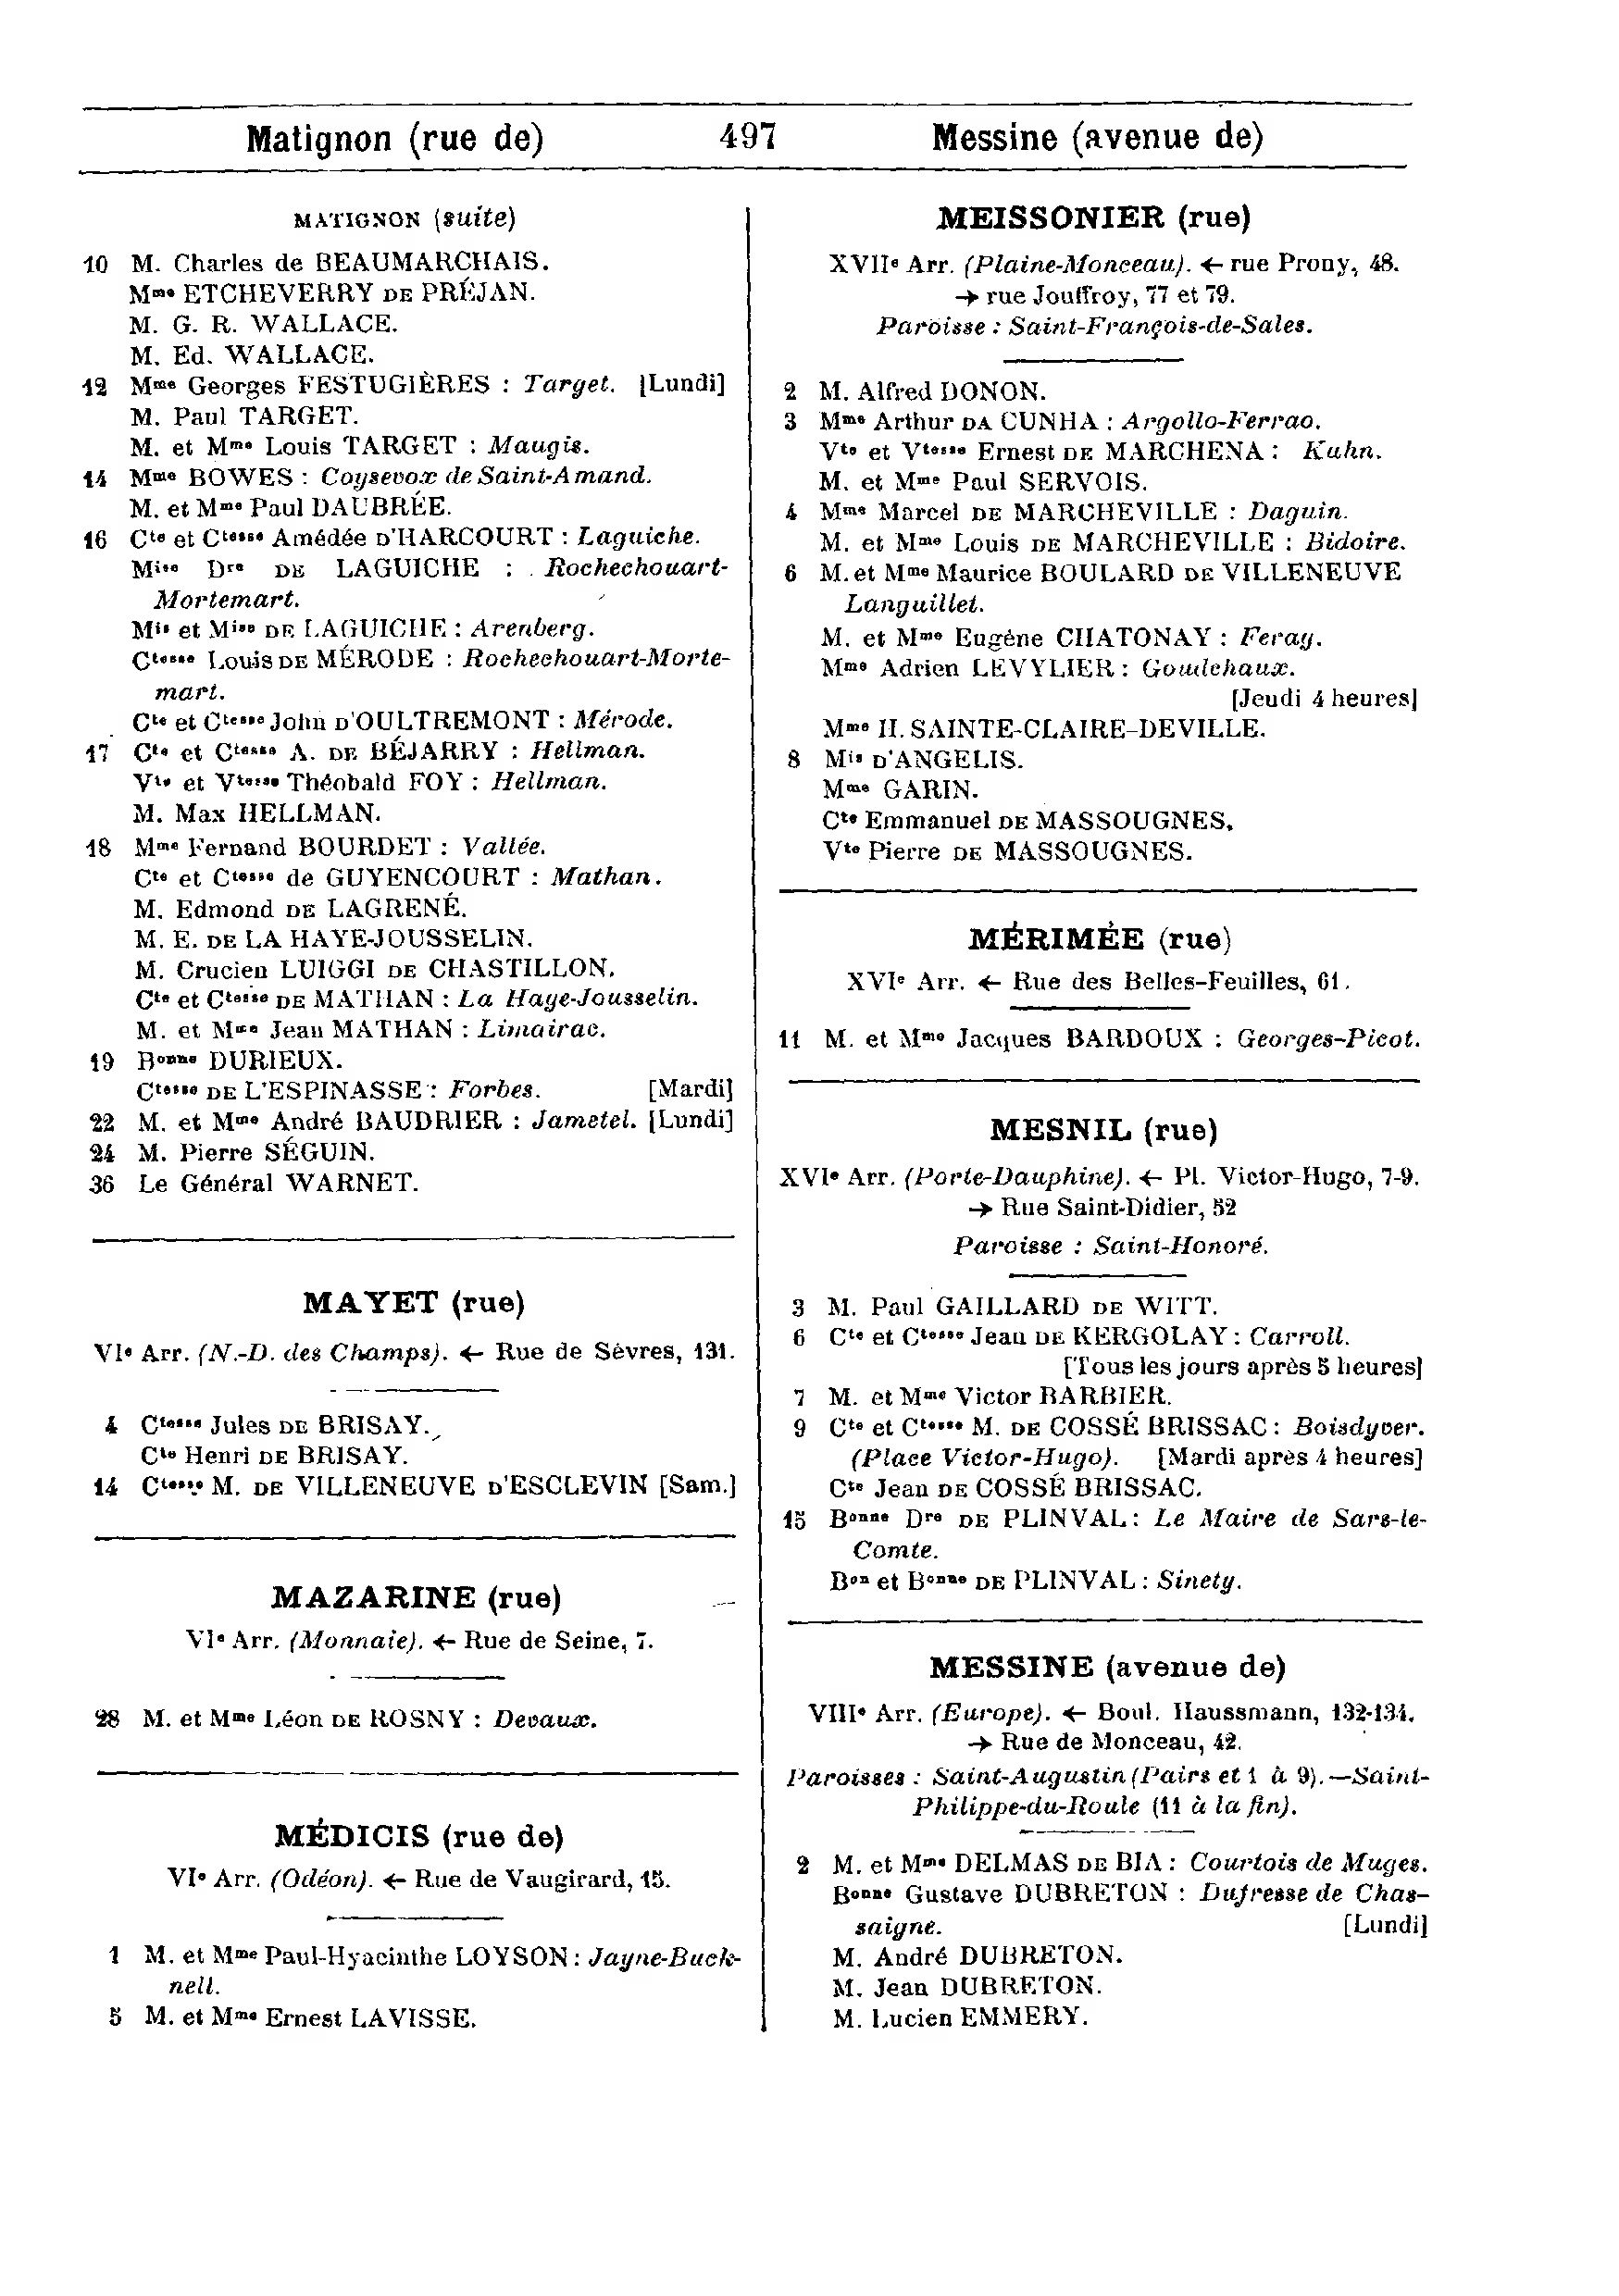 Matignon (rue de) 497 Messine (avenue de)
MATIGNON (suite)
10 M. Charles de BEAUMARCHAIS.
Mme ETCHEVERRY DE PRÉJAN.
M. G. R. WALLACE.
M. Ed. WALLACE.
12 Mme Georges FESTUGIÈRES : Target. [Lundi]
M. Paul TARGET.
M. et Mme Louis TARGET : Maugis.
14 Mme BOWES : Coysevox de Saint-Amand.
M. et Mme Paul DAUBRÉE.
16 Cte et Ctesse Amédée D'HARCOURT : Laguiche.
Mise Dre DE LAGUICHE : Rochechouart-
Mortemart.
Mis et Mise DE LAGUICHE : Arenberg.
Ctesse Louis DE MÉRODE : Rochechouart-Morte-
mart.
Cte et Ctesse John D'OULTREMONT : Mérode.
17 Cte et Ctesse A. DE BÉJARRY : Hellman.
Vte et Vtesse Théobald FOY : Hellman.
M. Max HELLMAN.
18 Mme Fernand BOURDET : Vallée.
Cte et Ctesse de GUYENCOURT : Mathan.
M. Edmond DE LAGRENÉ.
M. E. DE LA HAYE-JOUSSELIN.
M. Crucien LUIGGI DE CHASTILLON.
Cte et Ctesse DE MATHAN : La Haye-Jousselin.
M. et Mme Jean MATHAN : Limairac.
19 Bonne DURIEUX.
Ctesse DE L'ESPINASSE : Forbes. [Mardi]
22 M. et Mme André BAUDRIER : Jametel. [Lundi]
24 M. Pierre SÉGUIN.
36 Le Général WARNET.
MAYET (rue)
VIe Arr. (N.-D. des Champs). ← Rue de Sèvres, 131.
4 Ctesse Jules DE BRISAY.
Cte Henri DE BRISAY.
14 Ctesse M. DE VILLENEUVE D'ESCLEVIN [Sam.]
MAZARINE (rue)
VIe Arr. (Monnaie). ← Rue de Seine, 7.
28 M. et Mme Léon DE ROSNY : Devaux.
MÉDICIS (rue de)
VIe Arr. (Odéon). ← Rue de Vaugirard, 15.
1 M. et Mme Paul-Hyacinthe LOYSON : Jayne-Buck-
nell.
5 M. et Mme Ernest LAVISSE.
MEISSONIER (rue)
XVIIe Arr. (Plaine-Monceau). ← rue Prony, 48.
→ rue Jouffroy, 77 et 79.
Paroisse : Saint-François-de-Sales.
2 M. Alfred DONON.
3 Mme Arthur DA CUNHA : Argollo-Ferrao.
Vte et Vtesse Ernest DE MARCHENA : Kuhn.
M. et Mme Paul SERVOIS.
4 Mme Marcel DE MARCHEVILLE : Daguin.
M. et Mme Louis DE MARCHEVILLE : Bidoire.
6 M. et Mme Maurice BOULARD DE VILLENEUVE
Languillet.
M. et Mme Eugène CHATONAY : Feray.
Mme Adrien LEVYLIER : Goudchaux.
[Jeudi 4 heures]
Mme H. SAINTE-CLAIRE-DEVILLE.
8 Mis D'ANGELIS.
Mme GARIN.
Cte Emmanuel DE MASSOUGNES.
Vte Pierre DE MASSOUGNES.
MÉRIMÉE (rue)
XVIe Arr. ← Rue des Belles-Feuilles, 61.
11 M. et Mme Jacques BARDOUX : Georges-Picot.
MESNIL (rue)
XVIe Arr. (Porte-Dauphine). ← Pl. Victor-Hugo, 7-9.
→ Rue Saint-Didier, 52
Paroisse : Saint-Honoré.
3 M. Paul GAILLARD DE WITT.
6 Cte et Ctesse Jean DE KERGOLAY : Carroll.
[Tous les jours après 5 heures]
7 M. et Mme Victor BARBIER.
9 Cte et Ctesse M. DE COSSÉ BRISSAC : Boisdyver.
(Place Victor-Hugo). [Mardi après 4 heures]
Cte Jean DE COSSÉ BRISSAC.
15 Bonne Dre DE PLINVAL : Le Maire de Sars-le-
Comte.
Bon et Bonne DE PLINVAL : Sinety.
MESSINE (avenue de)
VIIIe Arr. (Europe). ← Boul. Haussmann, 132-134.
→ Rue de Monceau, 42.
Paroisses : Saint-Augustin (Pairs et 1 à 9).—Saint-
Philippe-du-Roule (11 à la fin).
2 M. et Mme DELMAS DE BIA : Courtois de Muges.
Bonne Gustave DUBRETON : Dufresse de Chas-
saigne. [Lundi]
M. André DUBRETON.
M. Jean DUBRETON.
M. Lucien EMMERY.